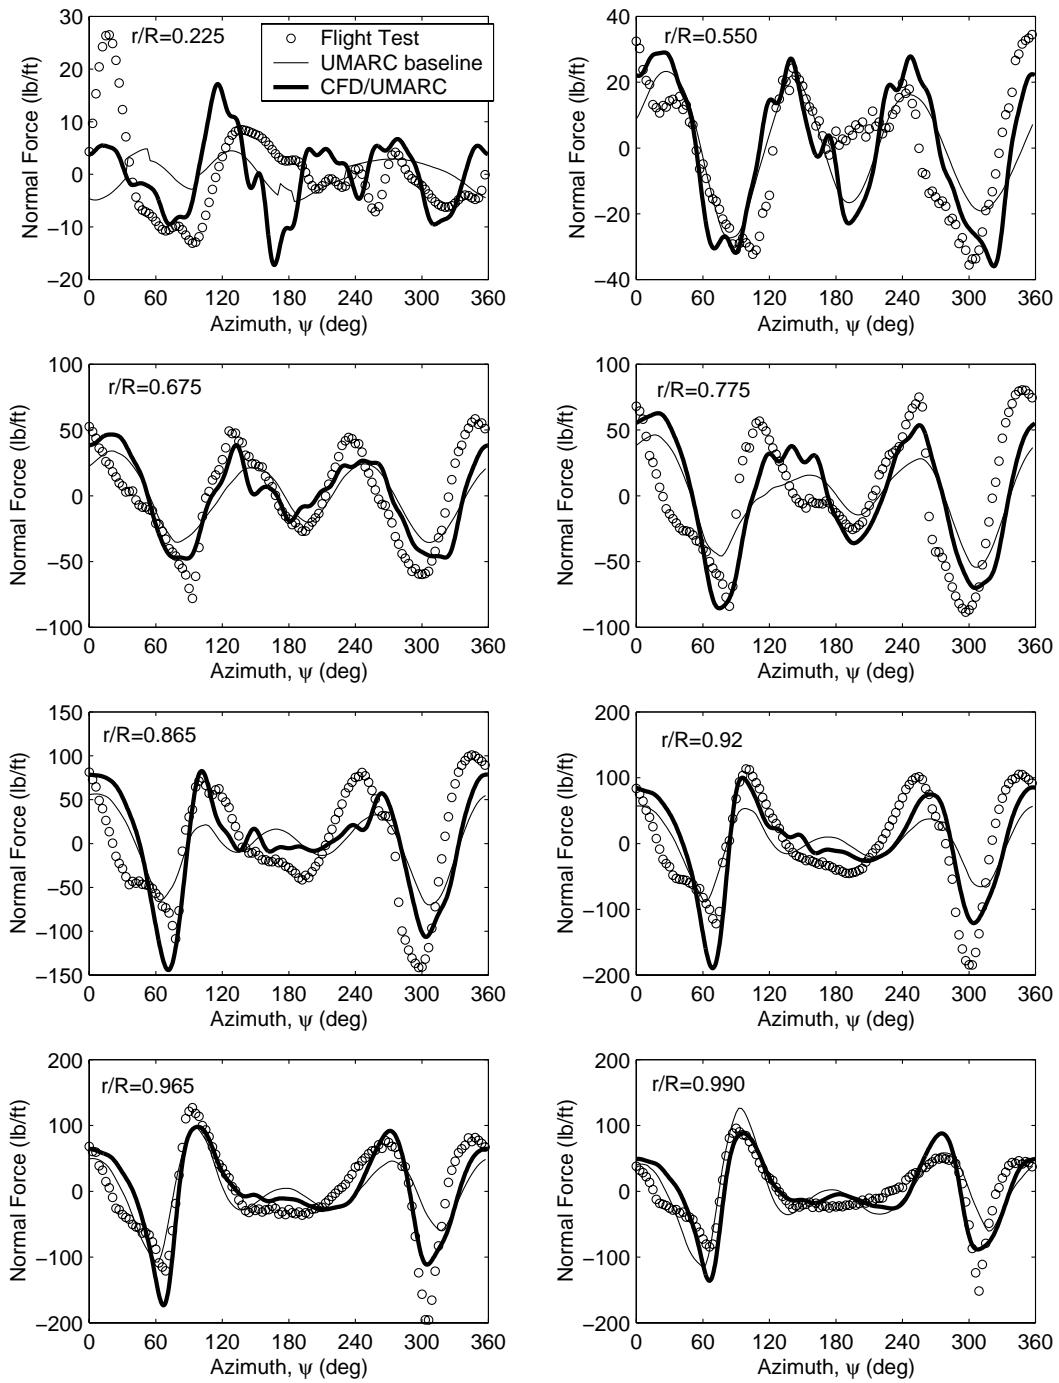 r/R=0.225
Flight Test
UMARC baseline
CFD/UMARC
Normal Force (lb/ft)
30
20
10
0
−10
−20
0 60 120 180 240 300 360
Azimuth, ψ (deg)
r/R=0.550
Normal Force (lb/ft)
40
20
0
−20
−40
0 60 120 180 240 300 360
Azimuth, ψ (deg)
r/R=0.675
Normal Force (lb/ft)
100
50
0
−50
−100
0 60 120 180 240 300 360
Azimuth, ψ (deg)
r/R=0.775
Normal Force (lb/ft)
100
50
0
−50
−100
0 60 120 180 240 300 360
Azimuth, ψ (deg)
r/R=0.865
Normal Force (lb/ft)
150
100
50
0
−50
−100
−150
0 60 120 180 240 300 360
Azimuth, ψ (deg)
r/R=0.92
Normal Force (lb/ft)
200
100
0
−100
−200
0 60 120 180 240 300 360
Azimuth, ψ (deg)
r/R=0.965
Normal Force (lb/ft)
200
100
0
−100
−200
0 60 120 180 240 300 360
Azimuth, ψ (deg)
r/R=0.990
Normal Force (lb/ft)
200
100
0
−100
−200
0 60 120 180 240 300 360
Azimuth, ψ (deg)